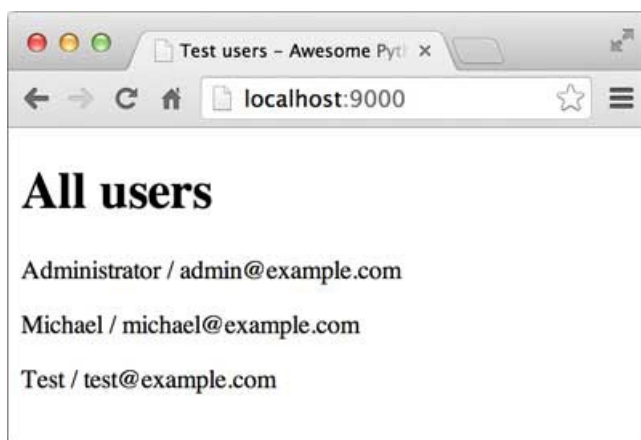 Test users - Awesome Pyt
localhost:9000
All users
Administrator / admin@example.com
Michael / michael@example.com
Test / test@example.com